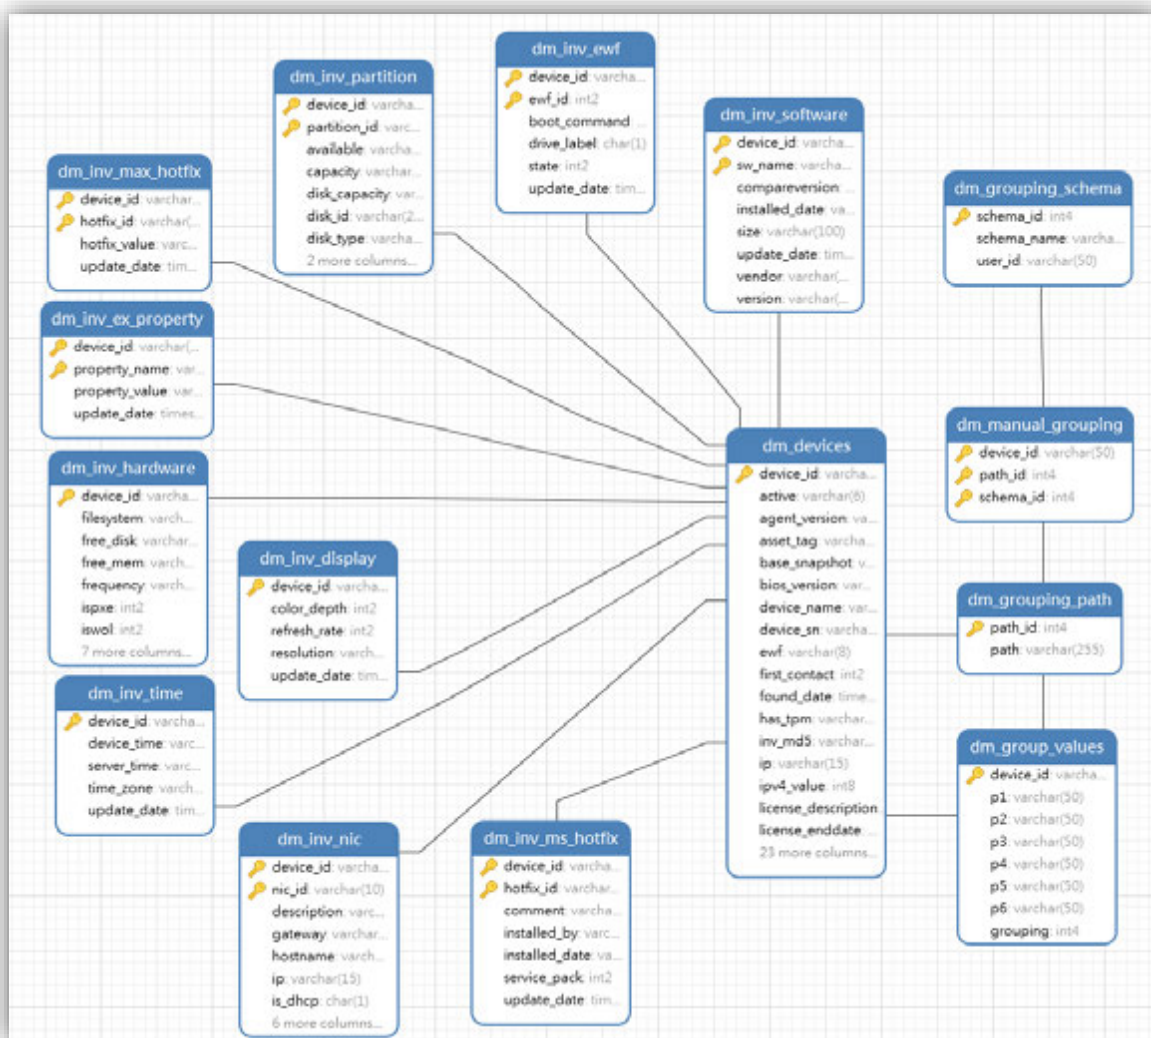 dm_inv_ewf
device_id: varcha...
ewf_id: int2
boot_command ...
drive_label: char(1)
state: int2
update_date: tim...
dm_inv_partition
device_id: varcha...
partition_id: varc...
available: varcha...
capacity: varchar...
disk_capacity: var...
disk_id: varchar(2...
disk_type: varcha...
2 more columns...
dm_inv_software
device_id: varcha...
sw_name: varcha...
compareversion: ...
installed_date: va...
size: varchar(100)
update_date: tim...
vendor: varchar(...
version: varchar(...
dm_inv_max_hotfix
device_id: varchar...
hotfix_id: varchar(...
hotfix_value: varc...
update_date: tim...
dm_grouping_schema
schema_id: int4
schema_name: varcha...
user_id: varchar(50)
dm_inv_ex_property
device_id: varchar(...
property_name: var...
property_value: var...
update_date: times...
dm_manual_grouping
device_id: varchar(50)
path_id: int4
schema_id: int4
dm_devices
device_id: varcha...
active: varchar(8)
agent_version: va...
asset_tag: varcha...
base_snapshot: v...
bios_version: var...
device_name: var...
device_sn: varcha...
ewf: varchar(8)
first_contact: int2
found_date: time...
has_tpm: varchar...
inv_md5: varchar...
ip: varchar(15)
ipv4_value: int8
license_description
license_enddate: ...
23 more columns...
dm_inv_hardware
device_id: varcha...
filesystem: varch...
free_disk: varchar...
free_mem: varch...
frequency: varch...
ispxe: int2
iswol: int2
7 more columns...
dm_inv_display
device_id: varcha...
color_depth: int2
refresh_rate: int2
resolution: varch...
update_date: tim...
dm_grouping_path
path_id: int4
path: varchar(255)
dm_inv_time
device_id: varcha...
device_time: varc...
server_time: varc...
time_zone: varch...
update_date: tim...
dm_group_values
device_id: varcha...
p1: varchar(50)
p2: varchar(50)
p3: varchar(50)
p4: varchar(50)
p5: varchar(50)
p6: varchar(50)
grouping: int4
dm_inv_nic
device_id: varcha...
nic_id: varchar(10)
description: varc...
gateway: varchar...
hostname: varch...
ip: varchar(15)
is_dhcp: char(1)
6 more columns...
dm_inv_ms_hotfix
device_id: varcha...
hotfix_id: varchar...
comment: varcha...
installed_by: varc...
installed_date: va...
service_pack: int2
update_date: tim...